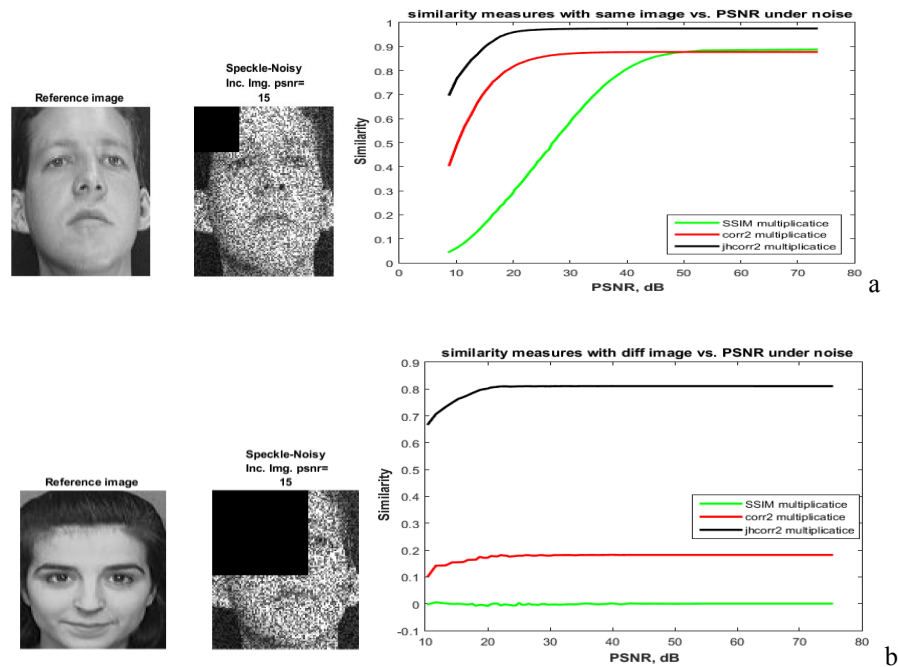 similarity measures with same image vs. PSNR under noise
Speckle-Noisy
Inc. Img. psnr=
15
Reference image
1
0.9
0.8
0.7
0.6
0.5
0.4
0.3
0.2
0.1
0
Similarity
SSIM multiplicatice
corr2 multiplicatice
jhcorr2 multiplicatice
0 10 20 30 40 50 60 70 80
PSNR, dB
a
similarity measures with diff image vs. PSNR under noise
Speckle-Noisy
Inc. Img. psnr=
15
Reference image
0.9
0.8
0.7
0.6
0.5
0.4
0.3
0.2
0.1
0
-0.1
Similarity
SSIM multiplicatice
corr2 multiplicatice
jhcorr2 multiplicatice
10 20 30 40 50 60 70 80
PSNR, dB
b